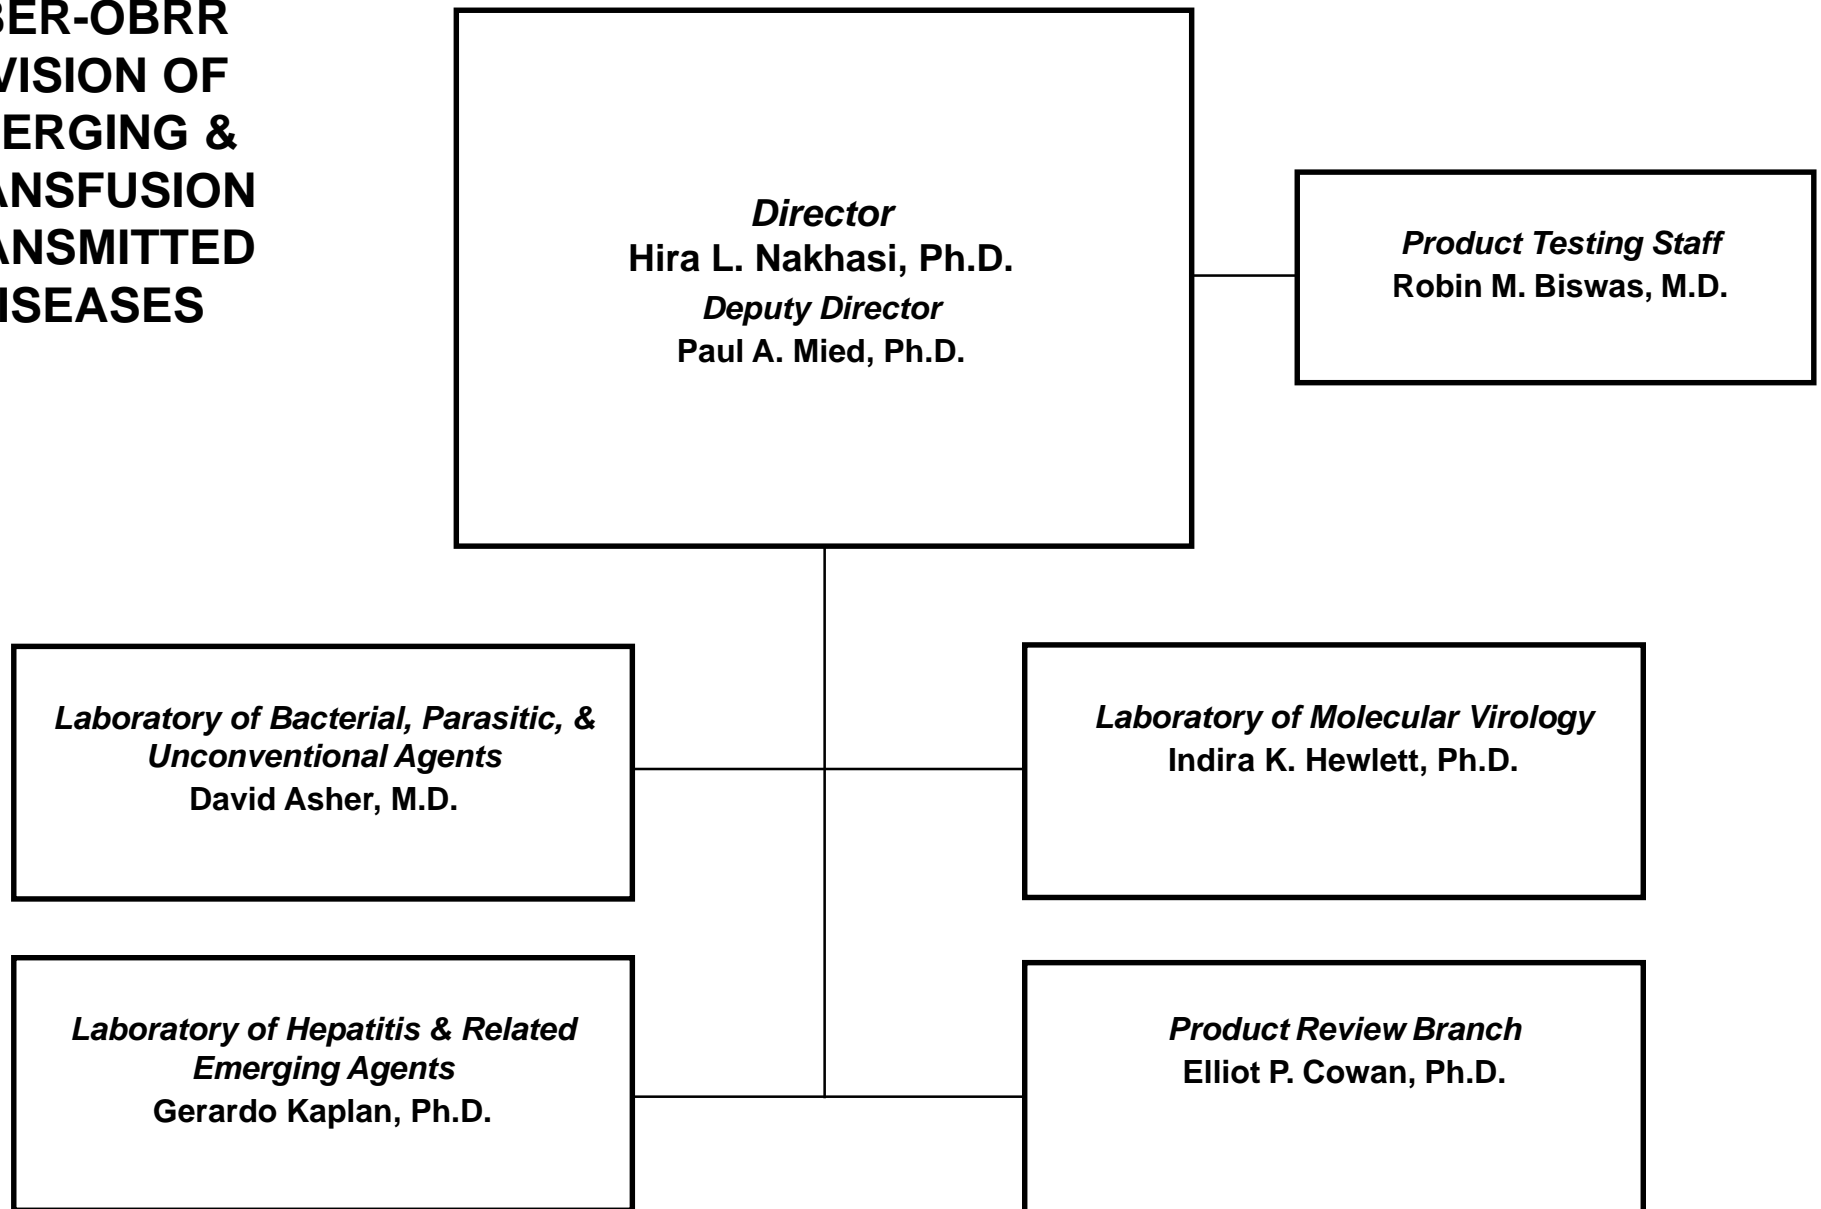 BER-OBRR
VISION OF
ERGING &
ANSFUSION
ANSMITTED
ISEASES
Director
Hira L. Nakhasi, Ph.D.
Deputy Director
Paul A. Mied, Ph.D.
Product Testing Staff
Robin M. Biswas, M.D.
Laboratory of Bacterial, Parasitic, &
Unconventional Agents
David Asher, M.D.
Laboratory of Molecular Virology
Indira K. Hewlett, Ph.D.
Laboratory of Hepatitis & Related
Emerging Agents
Gerardo Kaplan, Ph.D.
Product Review Branch
Elliot P. Cowan, Ph.D.